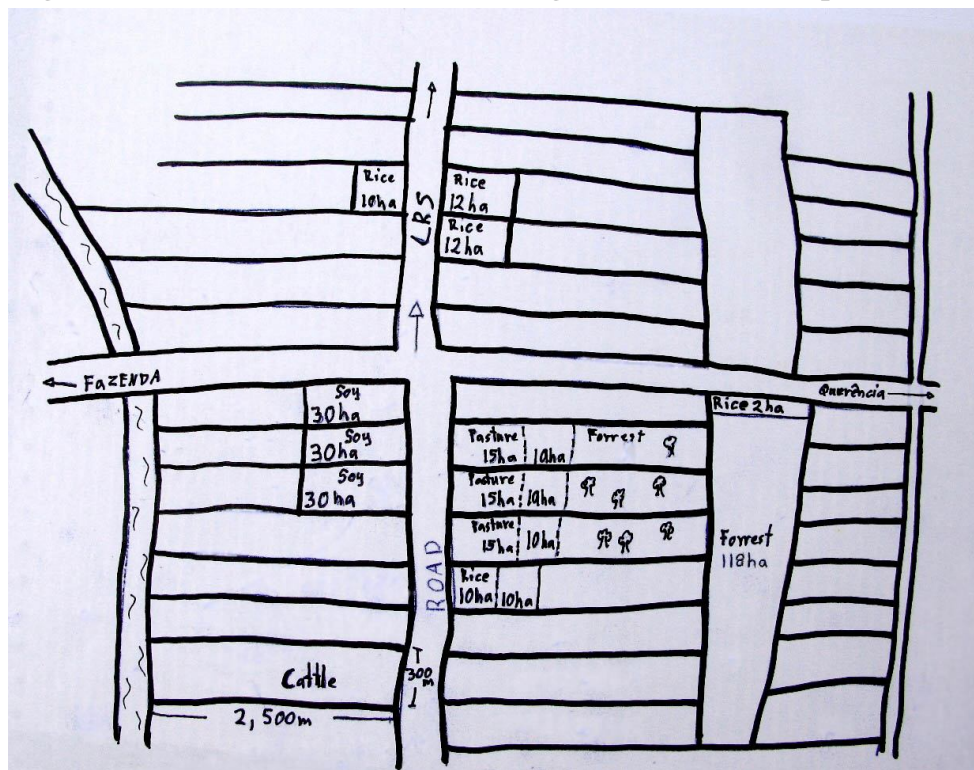 LRS
Rice
10ha
Rice
12ha
Rice
12ha
← FAZENDA
Querência →
Soy
30ha
Soy
30ha
Soy
30ha
Pasture
15ha
10ha
Forrest
Pasture
15ha
10ha
Pasture
15ha
10ha
Rice
10ha
10ha
Rice 2ha
Forrest
118ha
ROAD
Cattle
300m
2,500m